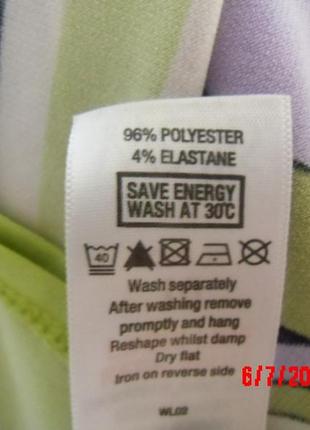 96% POLYESTER
4% ELASTANE
SAVE ENERGY
WASH AT 30°C
40
Wash separately
After washing remove
promptly and hang
Reshape whilst damp
Dry flat
Iron on reverse side
WL02
6/7/20